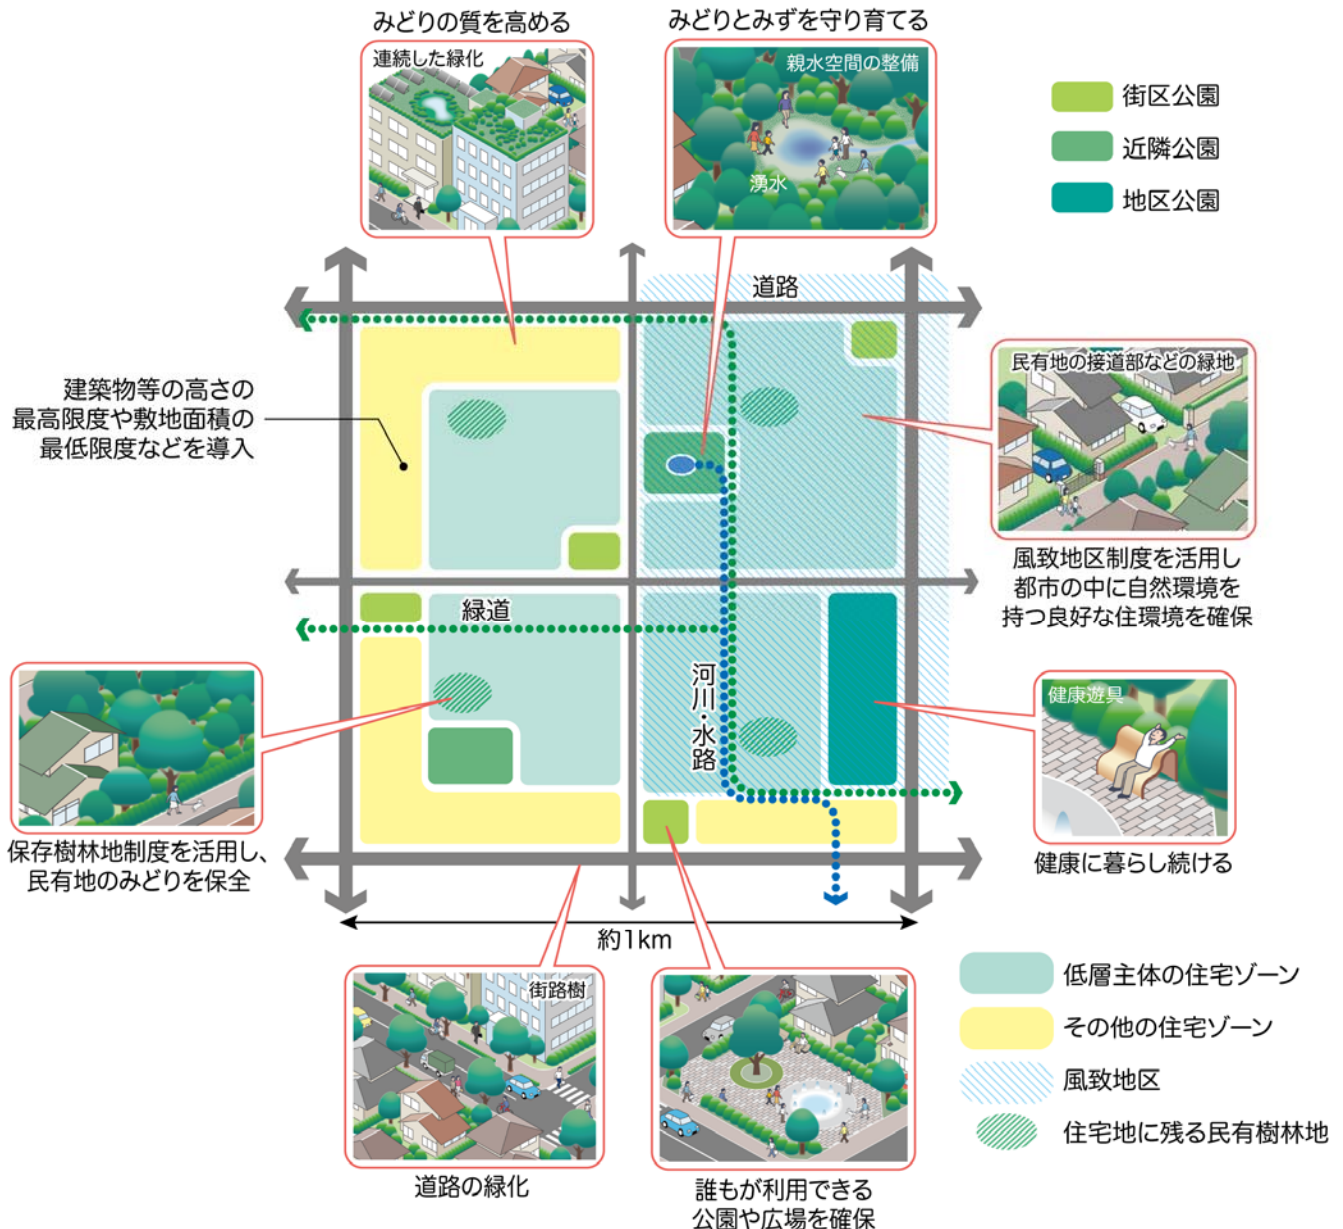 みどりの質を高める
連続した緑化
みどりとみずを守り育てる
親水空間の整備
湧水
街区公園
近隣公園
地区公園
道路
建築物等の高さの
最高限度や敷地面積の
最低限度などを導入
民有地の接道部などの緑地
風致地区制度を活用し
都市の中に自然環境を
持つ良好な住環境を確保
緑道
河川・水路
保存樹林地制度を活用し、
民有地のみどりを保全
健康遊具
健康に暮らし続ける
約1km
街路樹
道路の緑化
誰もが利用できる
公園や広場を確保
低層主体の住宅ゾーン
その他の住宅ゾーン
風致地区
住宅地に残る民有樹林地